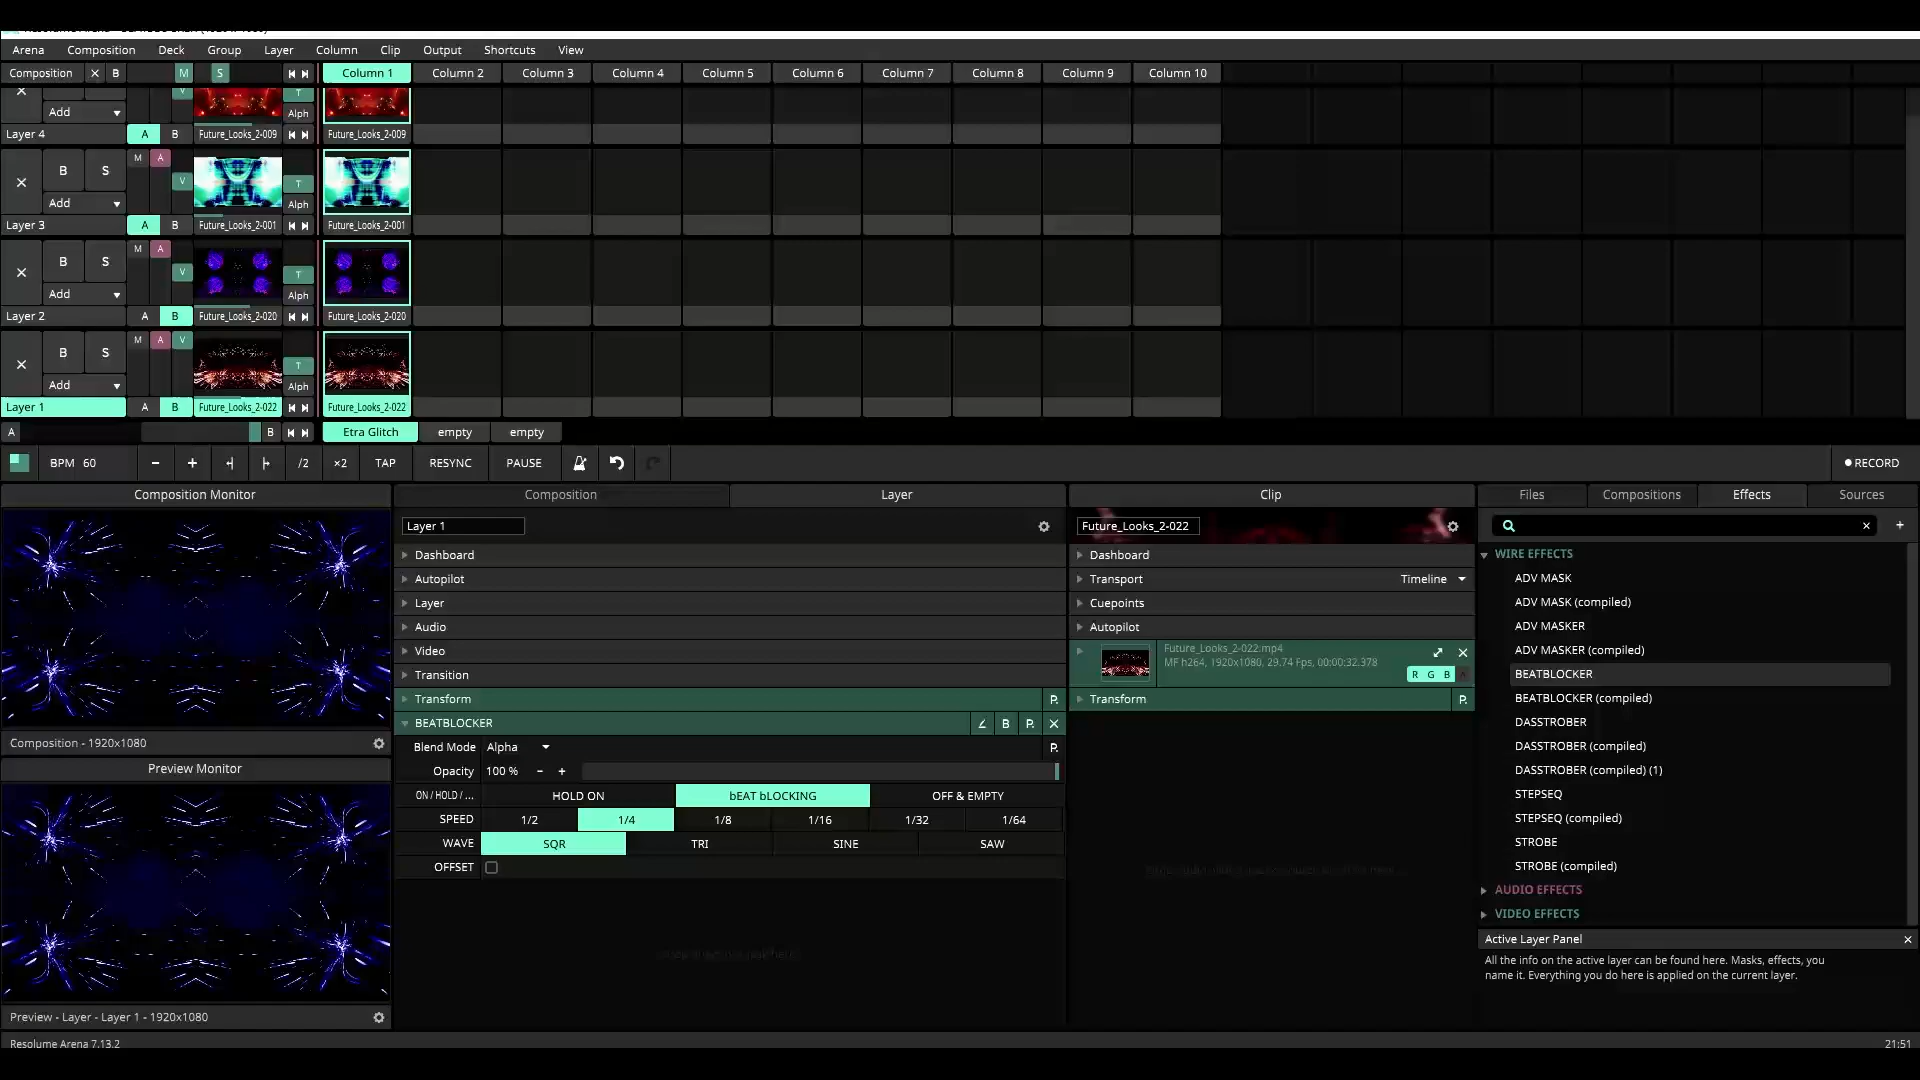 Arena Composition Deck Group Layer Column Clip Output Shortcuts View
Composition × B M S Column 1 Column 2 Column 3 Column 4 Column 5 Column 6 Column 7 Column 8 Column 9 Column 10
V T
Add Alph
Layer 4 A B Future_Looks_2-009 Future_Looks_2-009
M A
B S
V T
Add Alph
Layer 3 A B Future_Looks_2-001 Future_Looks_2-001
M A
B S
V T
Add Alph
Layer 2 A B Future_Looks_2-020 Future_Looks_2-020
M A V
B S
T
Add Alph
Layer 1 A B Future_Looks_2-022 Future_Looks_2-022
A B Etra Glitch empty empty
BPM 60 - + /2 ×2 TAP RESYNC PAUSE RECORD
Composition Monitor
Composition - 1920x1080
Preview Monitor
Preview - Layer - Layer 1 - 1920x1080
Composition Layer
Layer 1
Dashboard
Autopilot
Layer
Audio
Video
Transition
Transform P.
BEATBLOCKER B P. ×
Blend Mode Alpha P.
Opacity 100 % - +
ON / HOLD / ... HOLD ON bEAT bLOCKING OFF & EMPTY
SPEED 1/2 1/4 1/8 1/16 1/32 1/64
WAVE SQR TRI SINE SAW
OFFSET
Clip
Future_Looks_2-022
Dashboard
Transport Timeline
Cuepoints
Autopilot
Future_Looks_2-022.mp4
MF h264, 1920x1080, 29.74 Fps, 00:00:32.378
R G B A
Transform P.
Files Compositions Effects Sources
WIRE EFFECTS
ADV MASK
ADV MASK (compiled)
ADV MASKER
ADV MASKER (compiled)
BEATBLOCKER
BEATBLOCKER (compiled)
DASSTROBER
DASSTROBER (compiled)
DASSTROBER (compiled) (1)
STEPSEQ
STEPSEQ (compiled)
STROBE
STROBE (compiled)
AUDIO EFFECTS
VIDEO EFFECTS
Active Layer Panel
All the info on the active layer can be found here. Masks, effects, you
name it. Everything you do here is applied on the current layer.
Resolume Arena 7.13.2 21:51